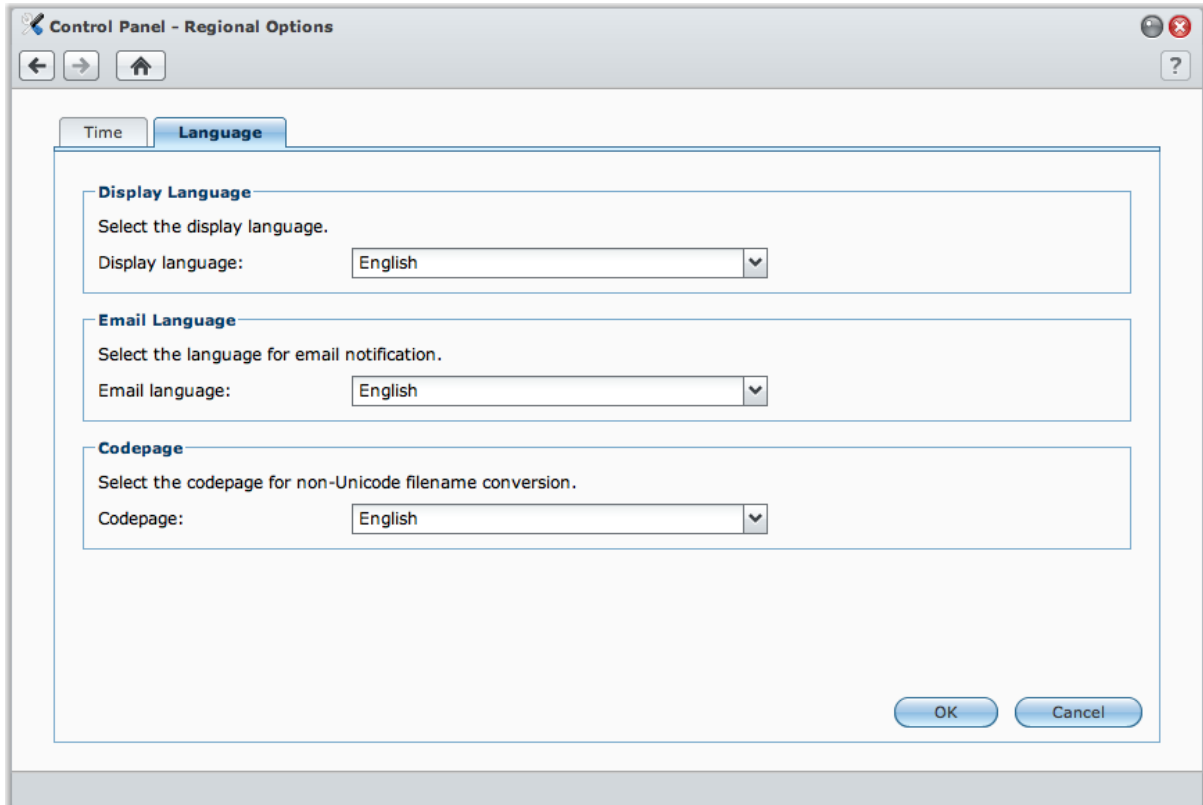 Control Panel - Regional Options
?
Time
Language
Display Language
Select the display language.
Display language: English
Email Language
Select the language for email notification.
Email language: English
Codepage
Select the codepage for non-Unicode filename conversion.
Codepage: English
OK Cancel